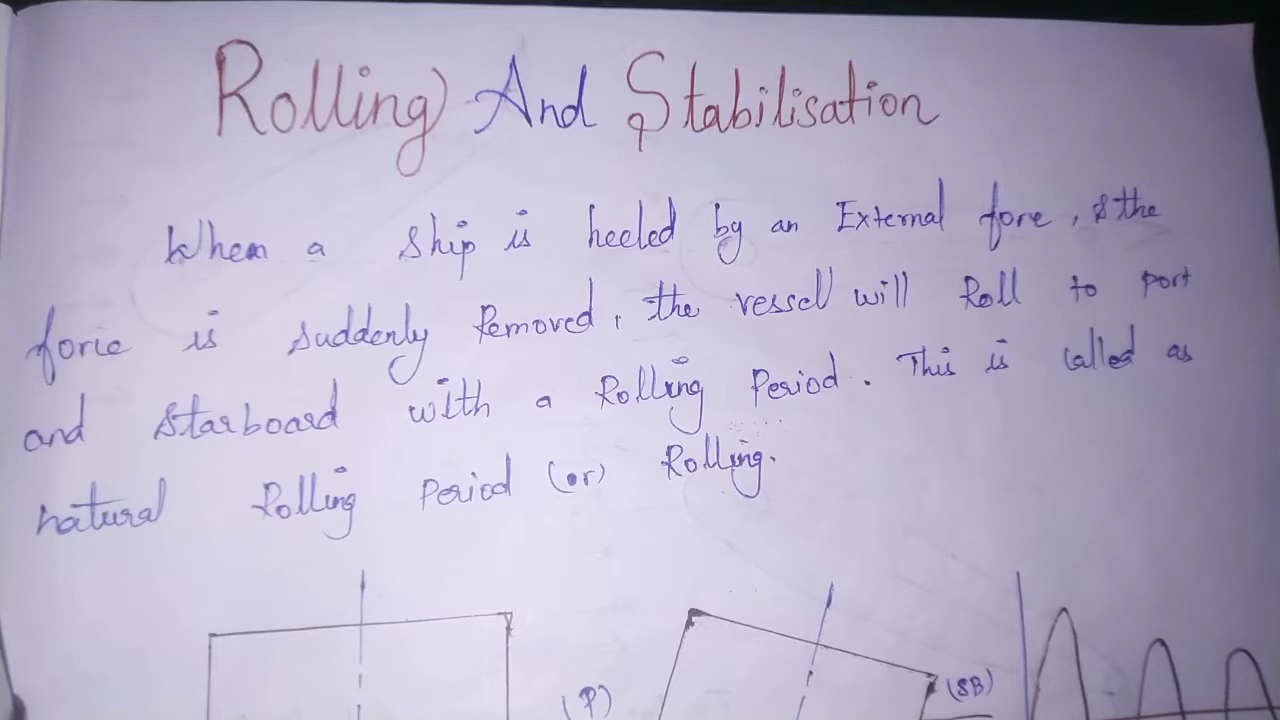 Rolling And Stabilisation
When a ship is heeled by an External fore, & the
force is suddenly Removed, the vessel will Roll to port
and starboard with a Rolling Period. This is called as
natural Rolling Period (or) Rolling.
(P)
(SB)